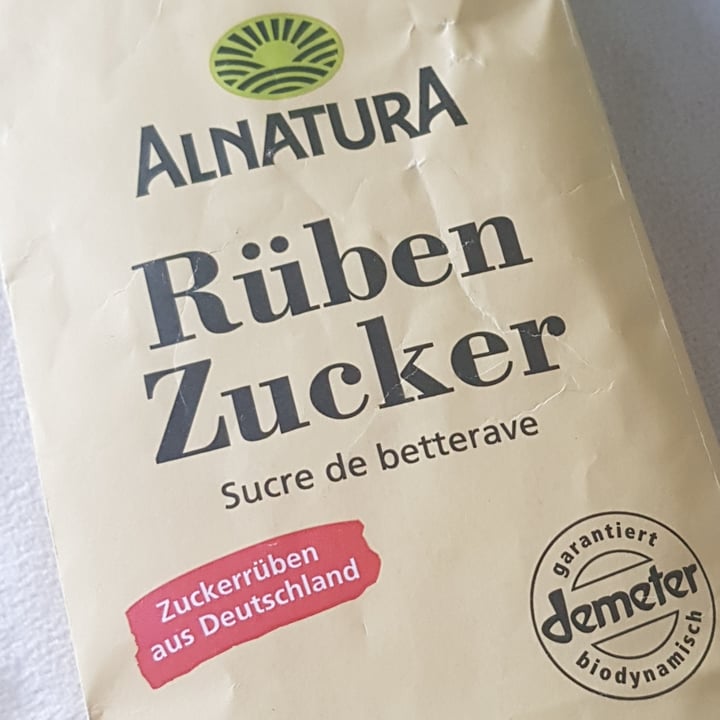 ALNATURA
Rüben
Zucker
Sucre de betterave
Zuckerrüben
aus Deutschland
garantiert
demeter
biodynamisch